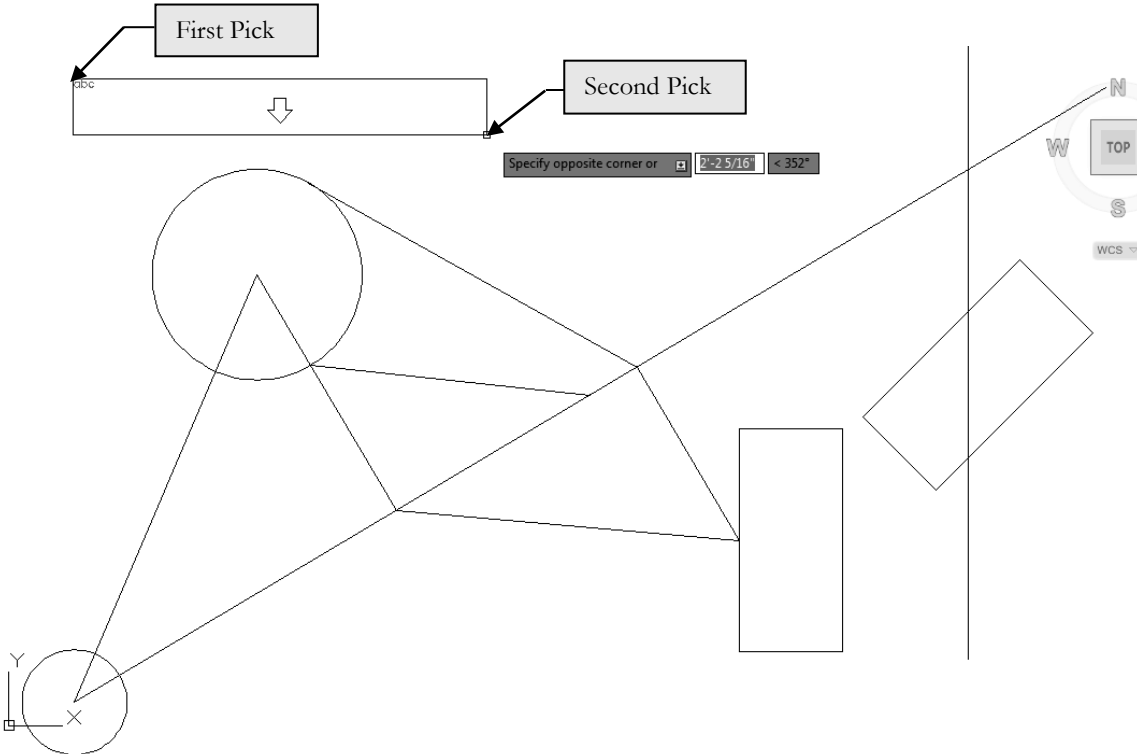 First Pick
abc
Second Pick
Specify opposite corner or
2'-2 5/16"
< 352°
N
W
TOP
S
WCS
Y
X